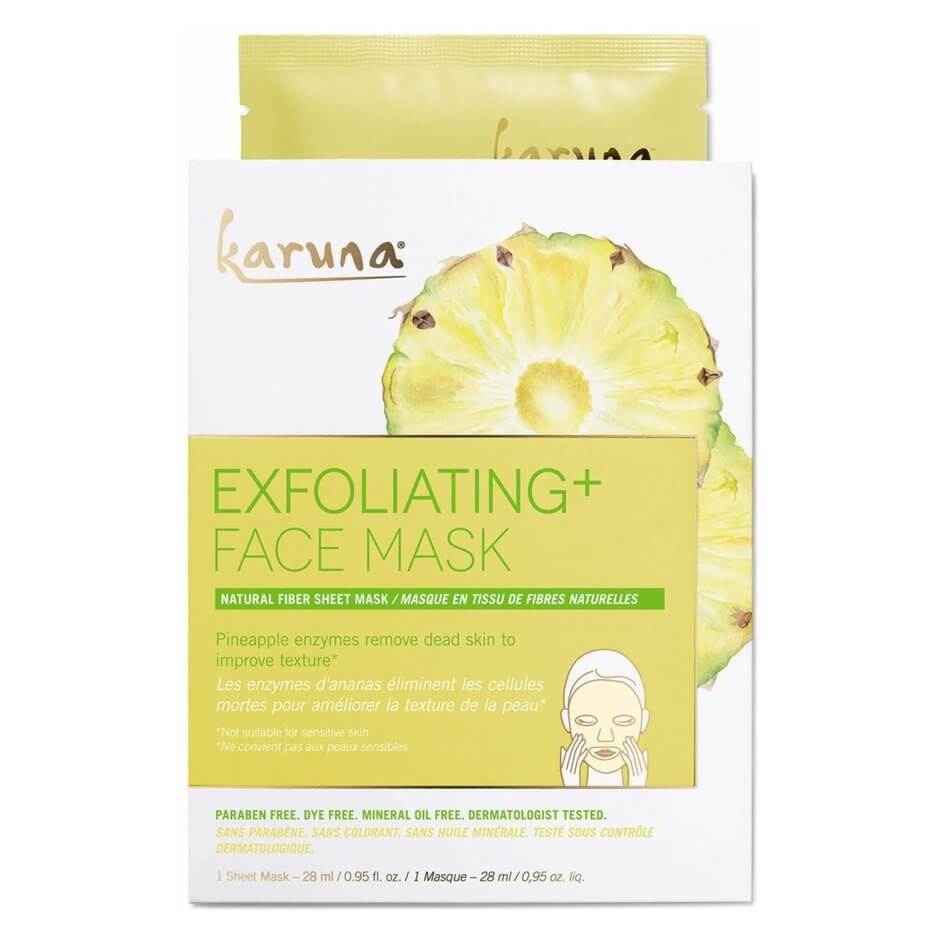 karuna
karuna®
EXFOLIATING+
FACE MASK
NATURAL FIBER SHEET MASK / MASQUE EN TISSU DE FIBRES NATURELLES
Pineapple enzymes remove dead skin to
improve texture*
Les enzymes d'ananas éliminent les cellules
mortes pour améliorer la texture de la peau*
*Not suitable for sensitive skin
*Ne convient pas aux peaux sensibles
PARABEN FREE. DYE FREE. MINERAL OIL FREE. DERMATOLOGIST TESTED.
SANS PARABÈNE. SANS COLORANT. SANS HUILE MINÉRALE. TESTÉ SOUS CONTRÔLE
DERMATOLOGIQUE.
1 Sheet Mask – 28 ml / 0.95 fl. oz. / 1 Masque – 28 ml / 0,95 oz. liq.